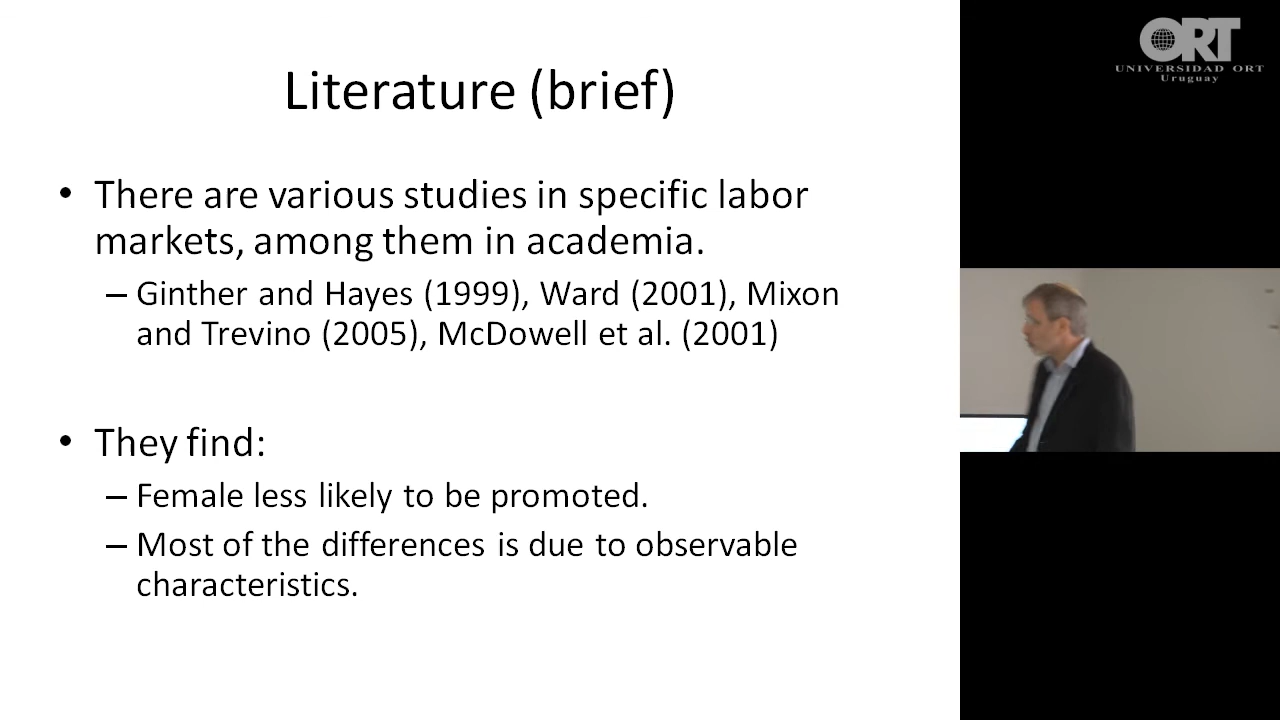 Literature (brief)
• There are various studies in specific labor
markets, among them in academia.
– Ginther and Hayes (1999), Ward (2001), Mixon
and Trevino (2005), McDowell et al. (2001)
• They find:
– Female less likely to be promoted.
– Most of the differences is due to observable
characteristics.
ORT
UNIVERSIDAD ORT
Uruguay